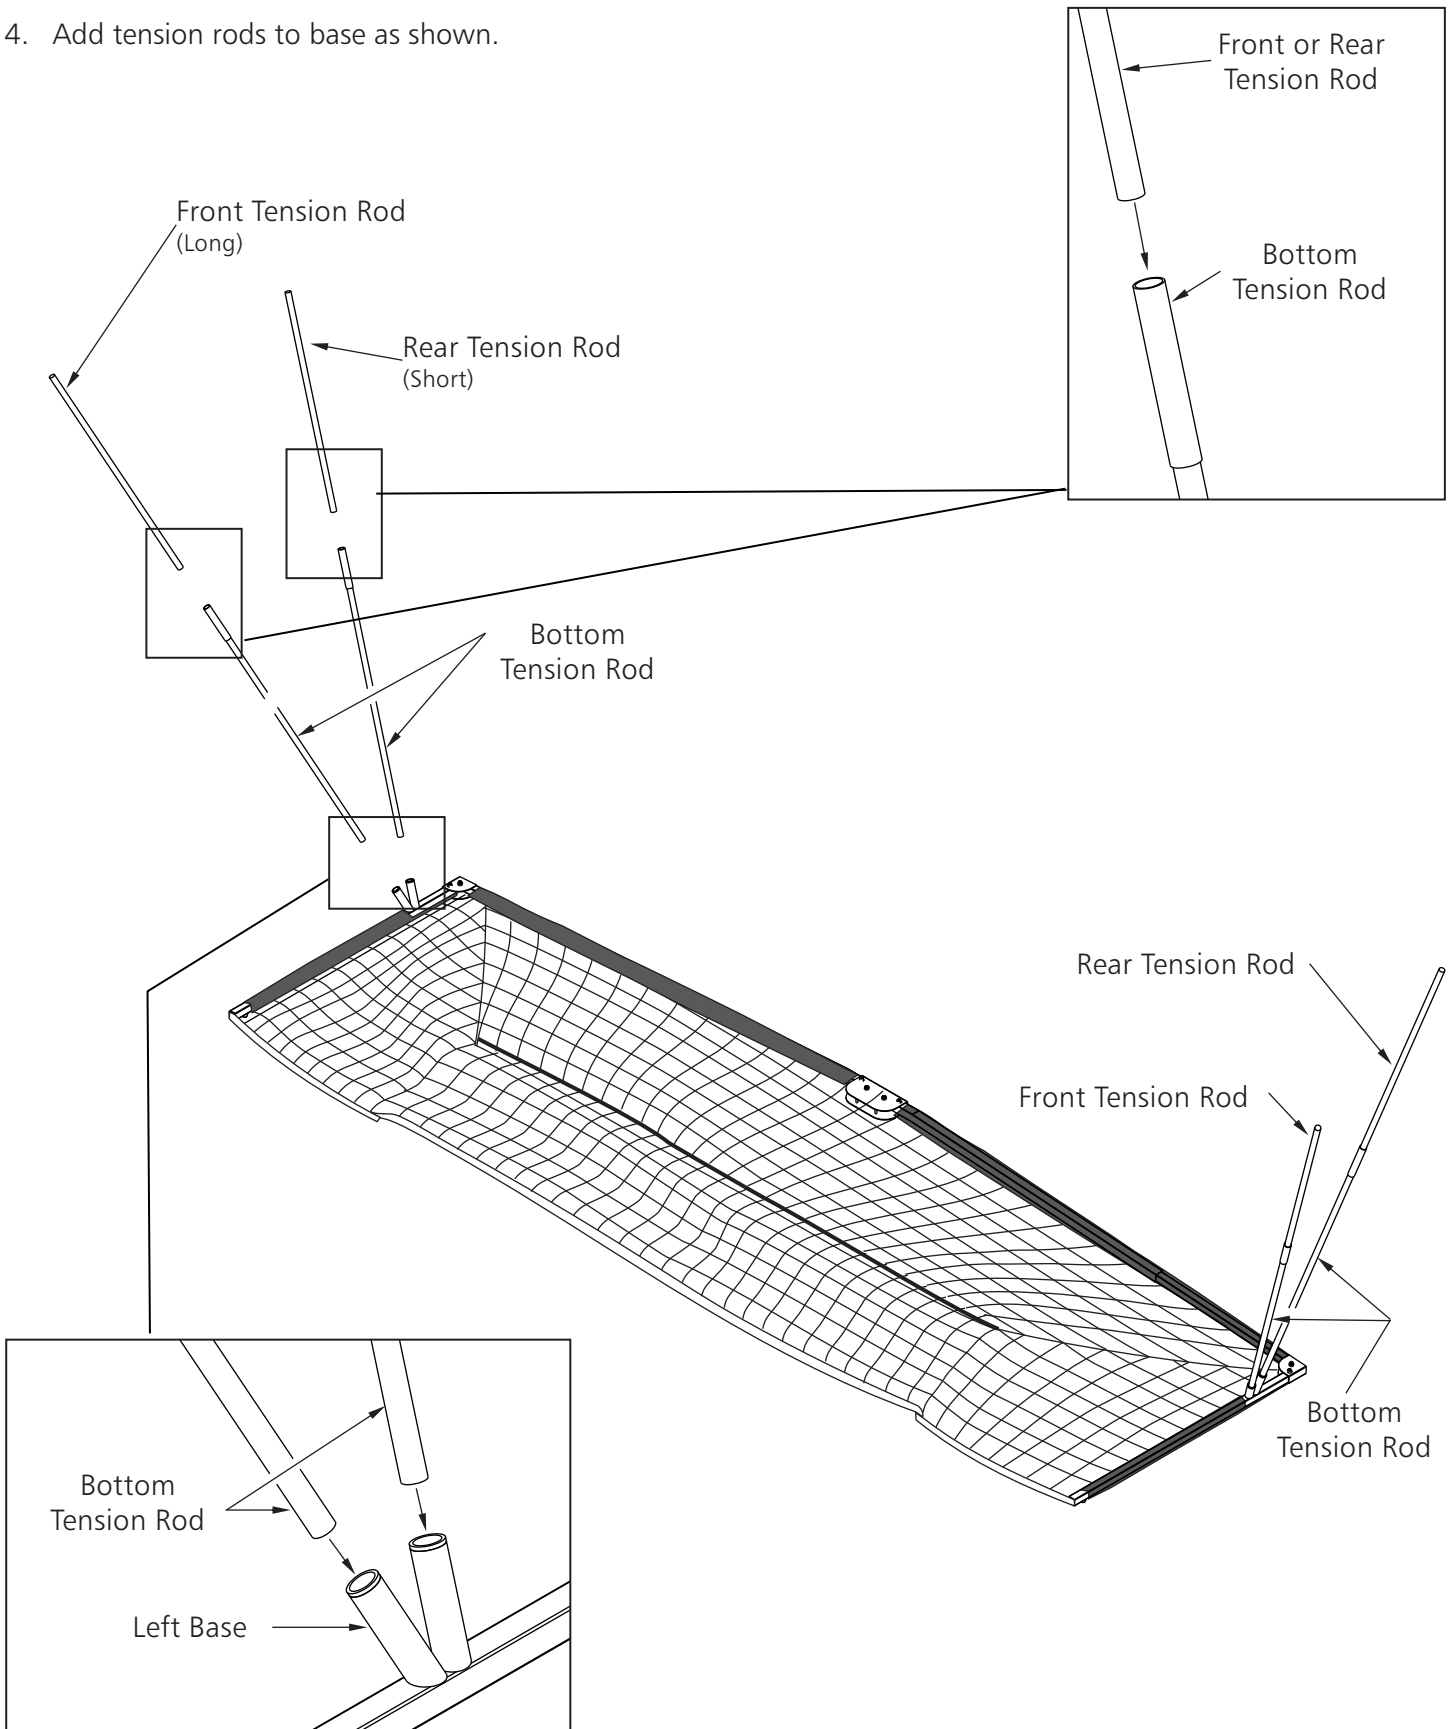 4. Add tension rods to base as shown.
Front or Rear
Tension Rod
Bottom
Tension Rod
Front Tension Rod
(Long)
Rear Tension Rod
(Short)
Bottom
Tension Rod
Rear Tension Rod
Front Tension Rod
Bottom
Tension Rod
Bottom
Tension Rod
Left Base